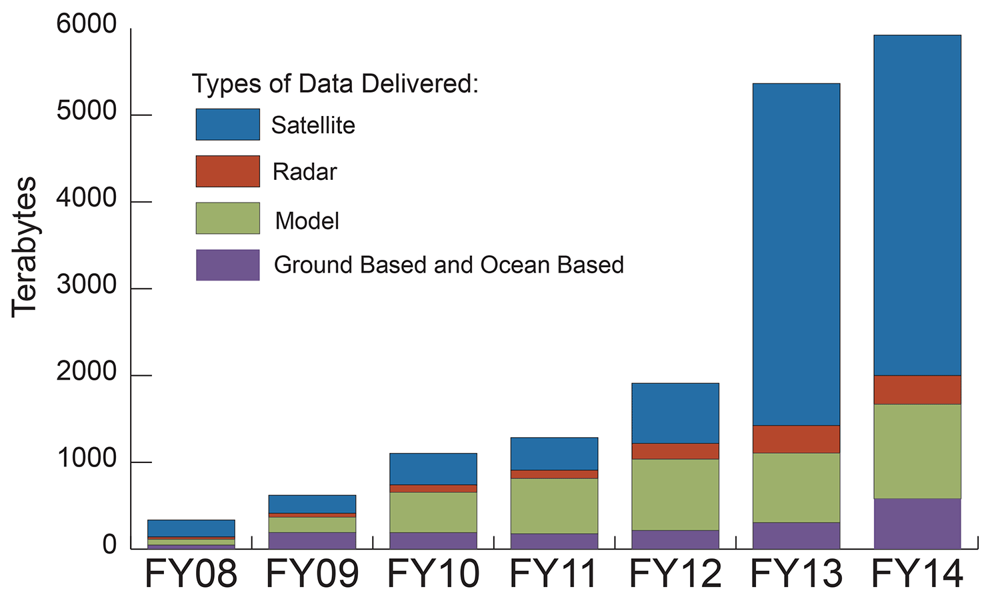 6000
5000
4000
3000
2000
1000
0
Terabytes
Types of Data Delivered:
Satellite
Radar
Model
Ground Based and Ocean Based
FY08 FY09 FY10 FY11 FY12 FY13 FY14